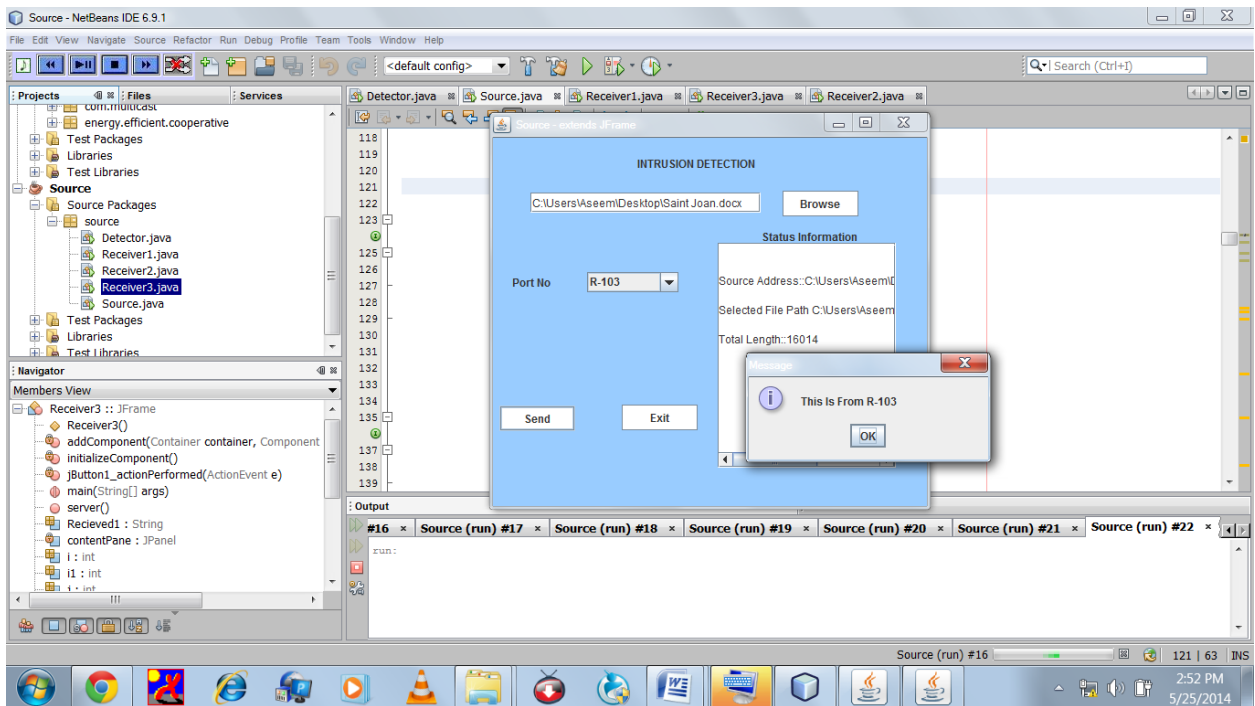 Source - NetBeans IDE 6.9.1
File Edit View Navigate Source Refactor Run Debug Profile Team Tools Window Help
<default config>
Search (Ctrl+I)
Projects Files Services
com.multicast
energy.efficient.cooperative
Test Packages
Libraries
Test Libraries
Source
Source Packages
source
Detector.java
Receiver1.java
Receiver2.java
Receiver3.java
Source.java
Test Packages
Libraries
Test Libraries
Navigator
Members View
Receiver3 :: JFrame
Receiver3()
addComponent(Container container, Component
initializeComponent()
jButton1_actionPerformed(ActionEvent e)
main(String[] args)
server()
Recieved1 : String
contentPane : JPanel
i : int
i1 : int
j : int
Detector.java Source.java Receiver1.java Receiver3.java Receiver2.java
118
119
120
121
122
123
125
126
127
128
129
130
131
132
133
134
135
137
138
139
Source - extends JFrame
INTRUSION DETECTION
C:\Users\Aseem\Desktop\Saint Joan.docx Browse
Status Information
Port No R-103
Source Address::C:\Users\Aseem\D
Selected File Path C:\Users\Aseem
Total Length::16014
Send Exit
Message
This Is From R-103
OK
Output
#16 Source (run) #17 Source (run) #18 Source (run) #19 Source (run) #20 Source (run) #21 Source (run) #22
run:
Source (run) #16 121 | 63 INS
2:52 PM
5/25/2014